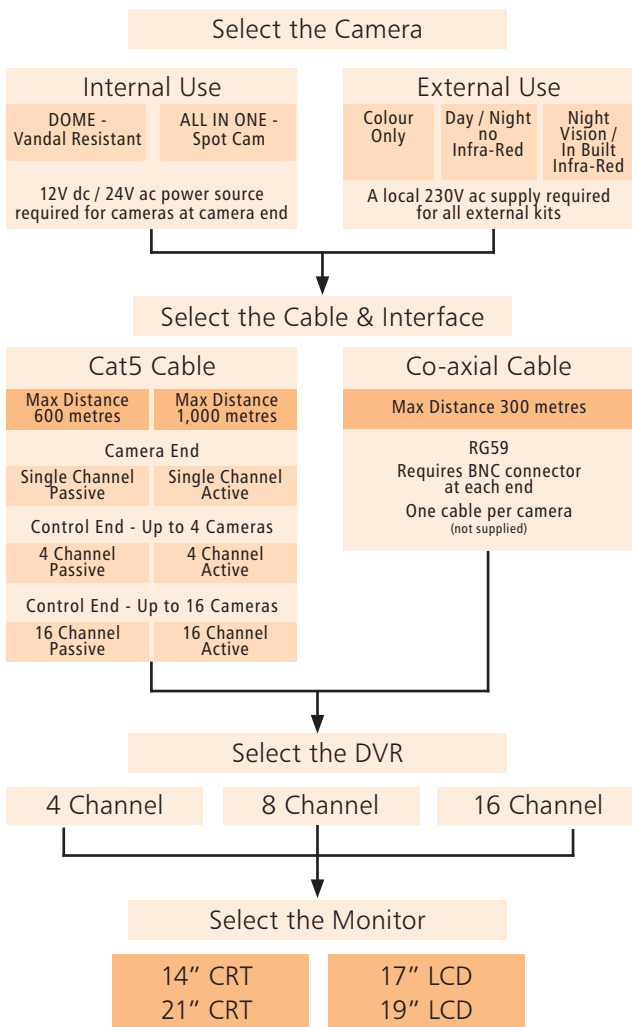 Select the Camera
Internal Use
DOME -
Vandal Resistant
ALL IN ONE -
Spot Cam
12V dc / 24V ac power source
required for cameras at camera end
External Use
Colour
Only
Day / Night
no
Infra-Red
Night
Vision /
In Built
Infra-Red
A local 230V ac supply required
for all external kits
Select the Cable & Interface
Cat5 Cable
Max Distance
600 metres
Max Distance
1,000 metres
Camera End
Single Channel
Passive
Single Channel
Active
Control End - Up to 4 Cameras
4 Channel
Passive
4 Channel
Active
Control End - Up to 16 Cameras
16 Channel
Passive
16 Channel
Active
Co-axial Cable
Max Distance 300 metres
RG59
Requires BNC connector
at each end
One cable per camera
(not supplied)
Select the DVR
4 Channel
8 Channel
16 Channel
Select the Monitor
14” CRT
21” CRT
17” LCD
19” LCD